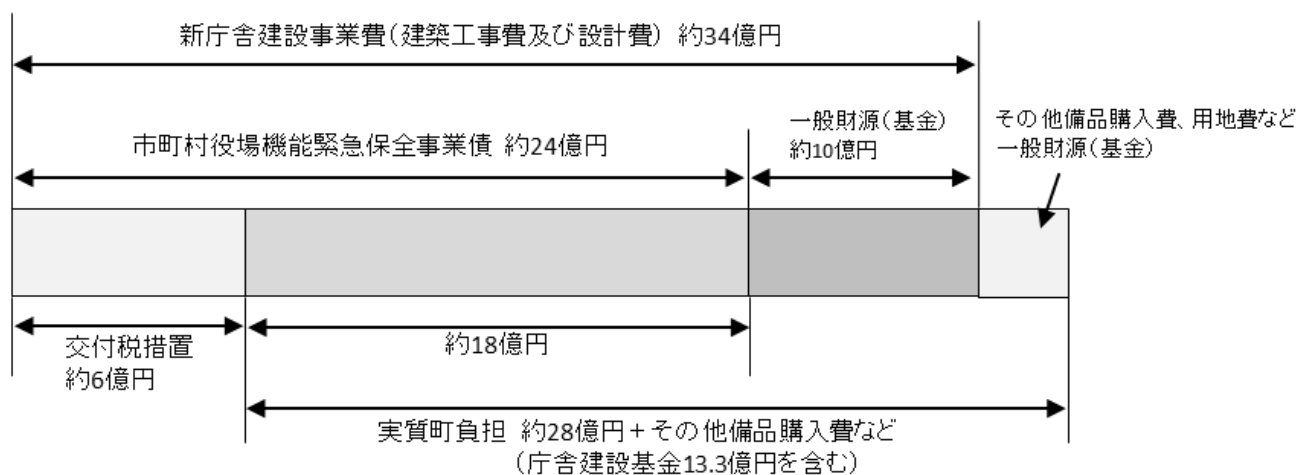 新庁舎建設事業費(建築工事費及び設計費) 約34億円
市町村役場機能緊急保全事業債 約24億円
一般財源(基金)
約10億円
その他備品購入費、用地費など
一般財源(基金)
交付税措置
約6億円
約18億円
実質町負担 約28億円+その他備品購入費など
(庁舎建設基金13.3億円を含む)